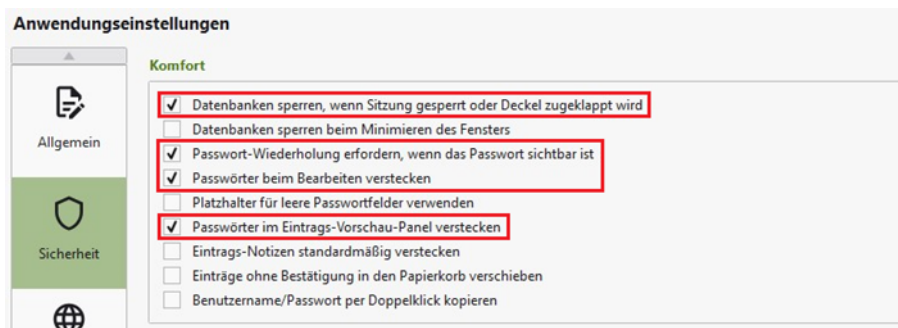 Anwendungseinstellungen
Komfort
Datenbanken sperren, wenn Sitzung gesperrt oder Deckel zugeklappt wird
Datenbanken sperren beim Minimieren des Fensters
Allgemein
Passwort-Wiederholung erfordern, wenn das Passwort sichtbar ist
Passwörter beim Bearbeiten verstecken
Platzhalter für leere Passwortfelder verwenden
Passwörter im Eintrags-Vorschau-Panel verstecken
Sicherheit
Eintrags-Notizen standardmäßig verstecken
Einträge ohne Bestätigung in den Papierkorb verschieben
Benutzername/Passwort per Doppelklick kopieren